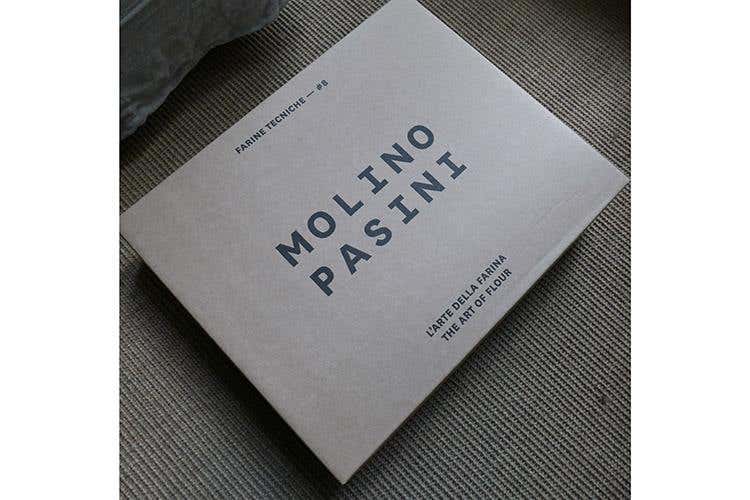 FARINE TECNICHE — #8
MOLINO
PASINI
L'ARTE DELLA FARINA
THE ART OF FLOUR